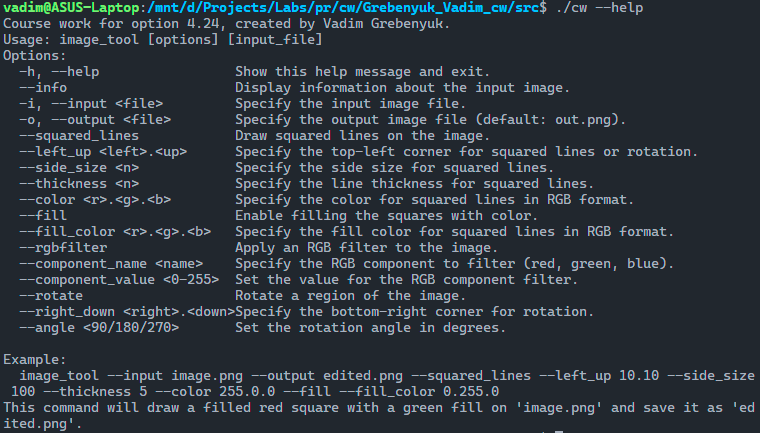 vadim@ASUS-Laptop:/mnt/d/Projects/Labs/pr/cw/Grebenyuk_Vadim_cw/src$ ./cw --help
Course work for option 4.24, created by Vadim Grebenyuk.
Usage: image_tool [options] [input_file]
Options:
  -h, --help                 Show this help message and exit.
  --info                     Display information about the input image.
  -i, --input <file>         Specify the input image file.
  -o, --output <file>        Specify the output image file (default: out.png).
  --squared_lines            Draw squared lines on the image.
  --left_up <left>.<up>      Specify the top-left corner for squared lines or rotation.
  --side_size <n>            Specify the side size for squared lines.
  --thickness <n>            Specify the line thickness for squared lines.
  --color <r>.<g>.<b>        Specify the color for squared lines in RGB format.
  --fill                     Enable filling the squares with color.
  --fill_color <r>.<g>.<b>   Specify the fill color for squared lines in RGB format.
  --rgbfilter                Apply an RGB filter to the image.
  --component_name <name>    Specify the RGB component to filter (red, green, blue).
  --component_value <0-255>  Set the value for the RGB component filter.
  --rotate                   Rotate a region of the image.
  --right_down <right>.<down>Specify the bottom-right corner for rotation.
  --angle <90/180/270>       Set the rotation angle in degrees.

Example:
  image_tool --input image.png --output edited.png --squared_lines --left_up 10.10 --side_size
 100 --thickness 5 --color 255.0.0 --fill --fill_color 0.255.0
This command will draw a filled red square with a green fill on 'image.png' and save it as 'ed
ited.png'.